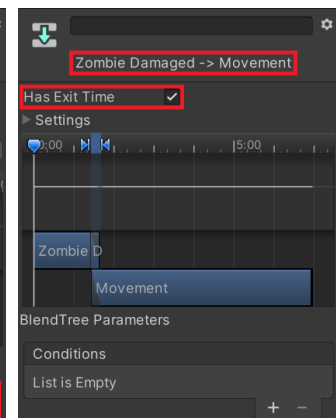 Zombie Damaged -> Movement
Has Exit Time
Settings
0:00
5:00
Zombie D
Movement
BlendTree Parameters
Conditions
List is Empty
+ -